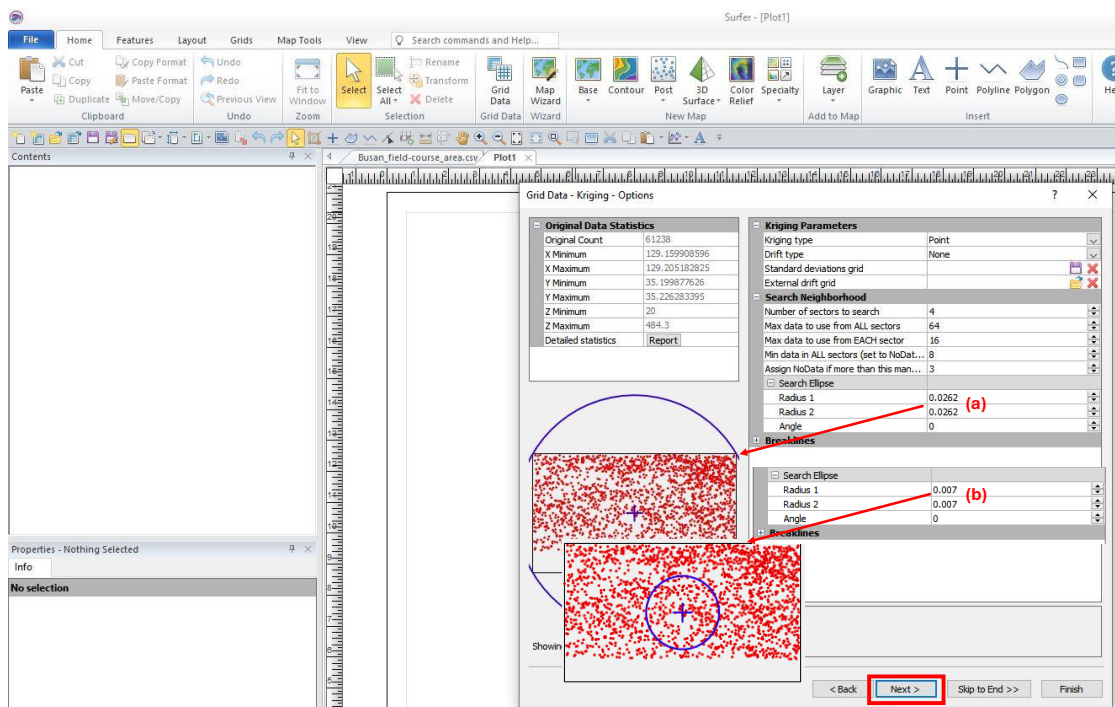 Surfer - [Plot1]
File Home Features Layout Grids Map Tools View Search commands and Help...
Paste
Cut
Copy
Duplicate
Copy Format
Paste Format
Move/Copy
Clipboard
Undo
Redo
Previous View
Undo
Fit to Window
Zoom
Select
Select All
Rename
Transform
Delete
Selection
Grid Data
Grid Data
Map Wizard
Wizard
Base
Contour
Post
3D Surface
Color Relief
Specialty
New Map
Layer
Add to Map
Graphic
Text
Point
Polyline
Polygon
Insert
Contents
Busan_field-course_area.csv Plot1
Grid Data - Kriging - Options ?
Original Data Statistics
Original Count 61238
X Minimum 129.159908596
X Maximum 129.205182825
Y Minimum 35.199877626
Y Maximum 35.226283395
Z Minimum 20
Z Maximum 484.3
Detailed statistics Report
Kriging Parameters
Kriging type Point
Drift type None
Standard deviations grid
External drift grid
Search Neighborhood
Number of sectors to search 4
Max data to use from ALL sectors 64
Max data to use from EACH sector 16
Min data in ALL sectors (set to NoDat... 8
Assign NoData if more than this man... 3
Search Ellipse
Radius 1 0.0262
(a)
Radius 2 0.0262
Angle 0
Breaklines
Search Ellipse
Radius 1 0.007
(b)
Radius 2 0.007
Angle 0
Breaklines
Properties - Nothing Selected
Info
No selection
< Back Next > Skip to End >> Finish